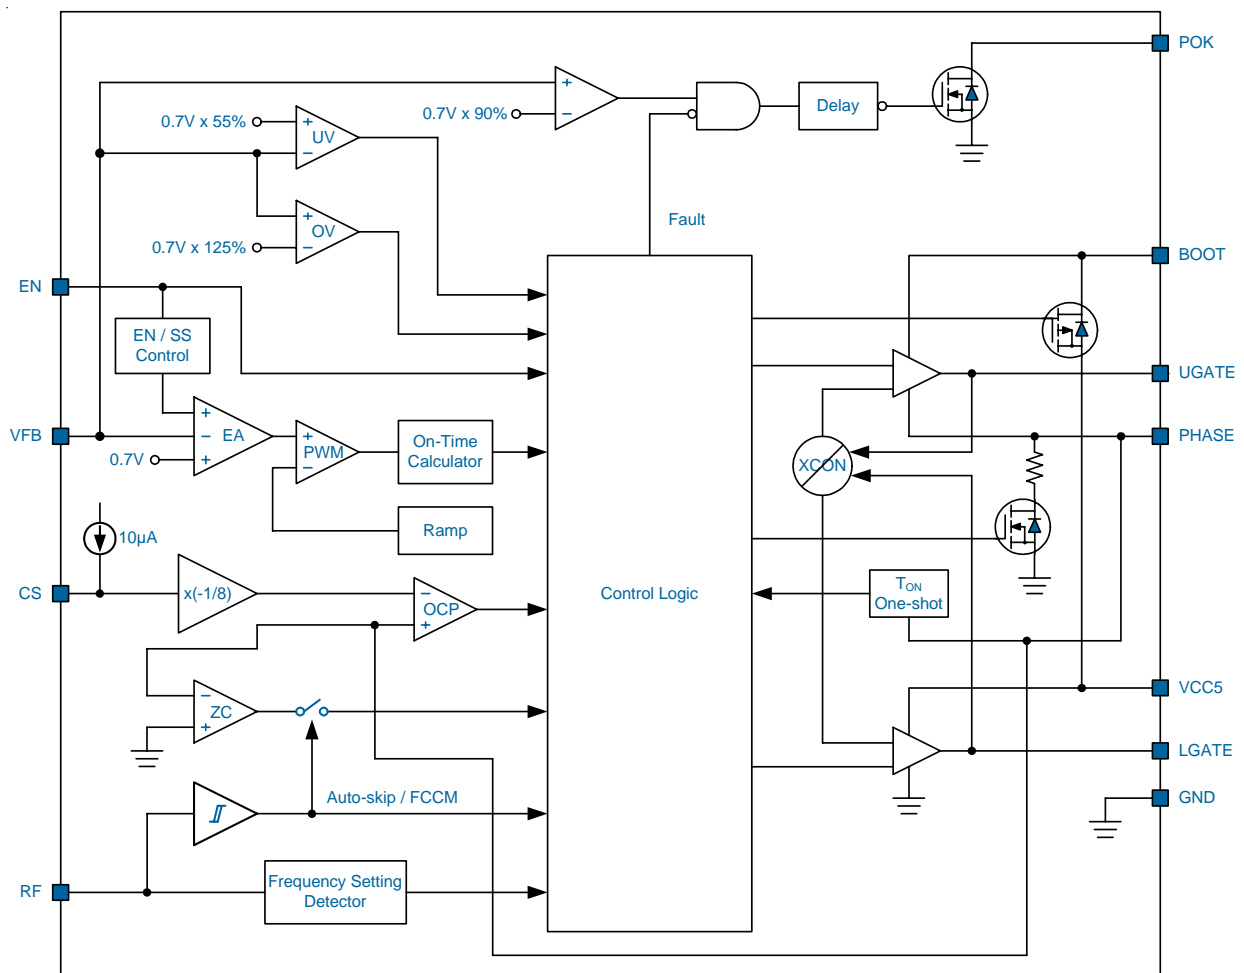 POK
+
−
0.7V x 90%
Delay
0.7V x 55%
+
−
UV
Fault
+
−
OV
0.7V x 125%
BOOT
EN
EN / SS
Control
UGATE
+
−
+
EA
VFB
0.7V
+
−
PWM
On-Time
Calculator
PHASE
XCON
Ramp
10µA
CS
x(-1/8)
−
+
OCP
Control Logic
TON
One-shot
−
+
ZC
VCC5
LGATE
Auto-skip / FCCM
GND
RF
Frequency Setting
Detector